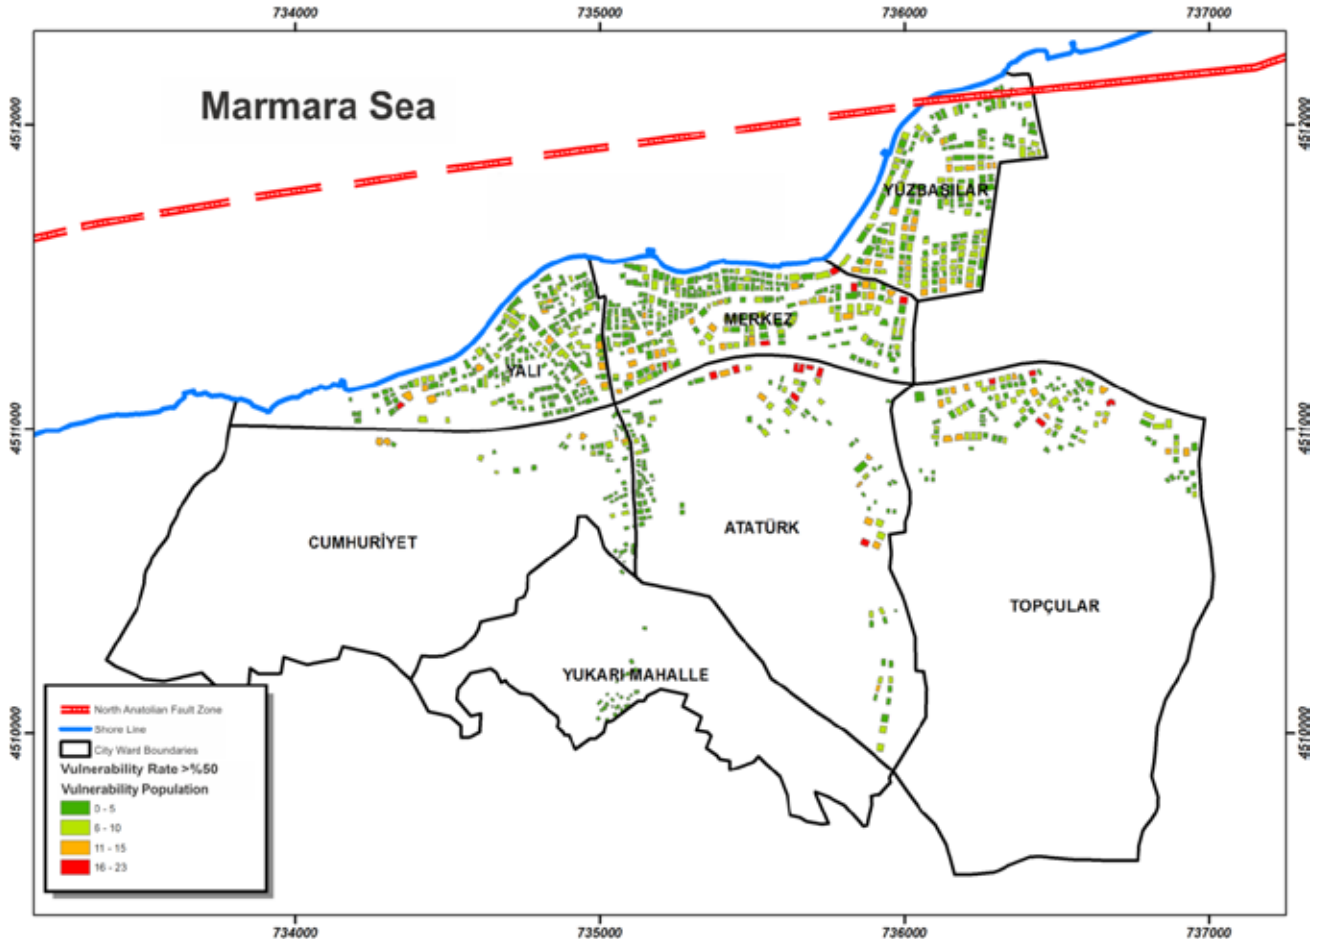 734000 735000 736000 737000
Marmara Sea
4512000 4512000
YÜZBAŞILAR
MERKEZ
YALI
4511000 4511000
CUMHURİYET
ATATÜRK
TOPÇULAR
YUKARI MAHALLE
4510000 4510000
North Anatolian Fault Zone
Shore Line
City Ward Boundaries
Vulnerability Rate >%50
Vulnerability Population
0 - 5
6 - 10
11 - 15
16 - 23
734000 735000 736000 737000